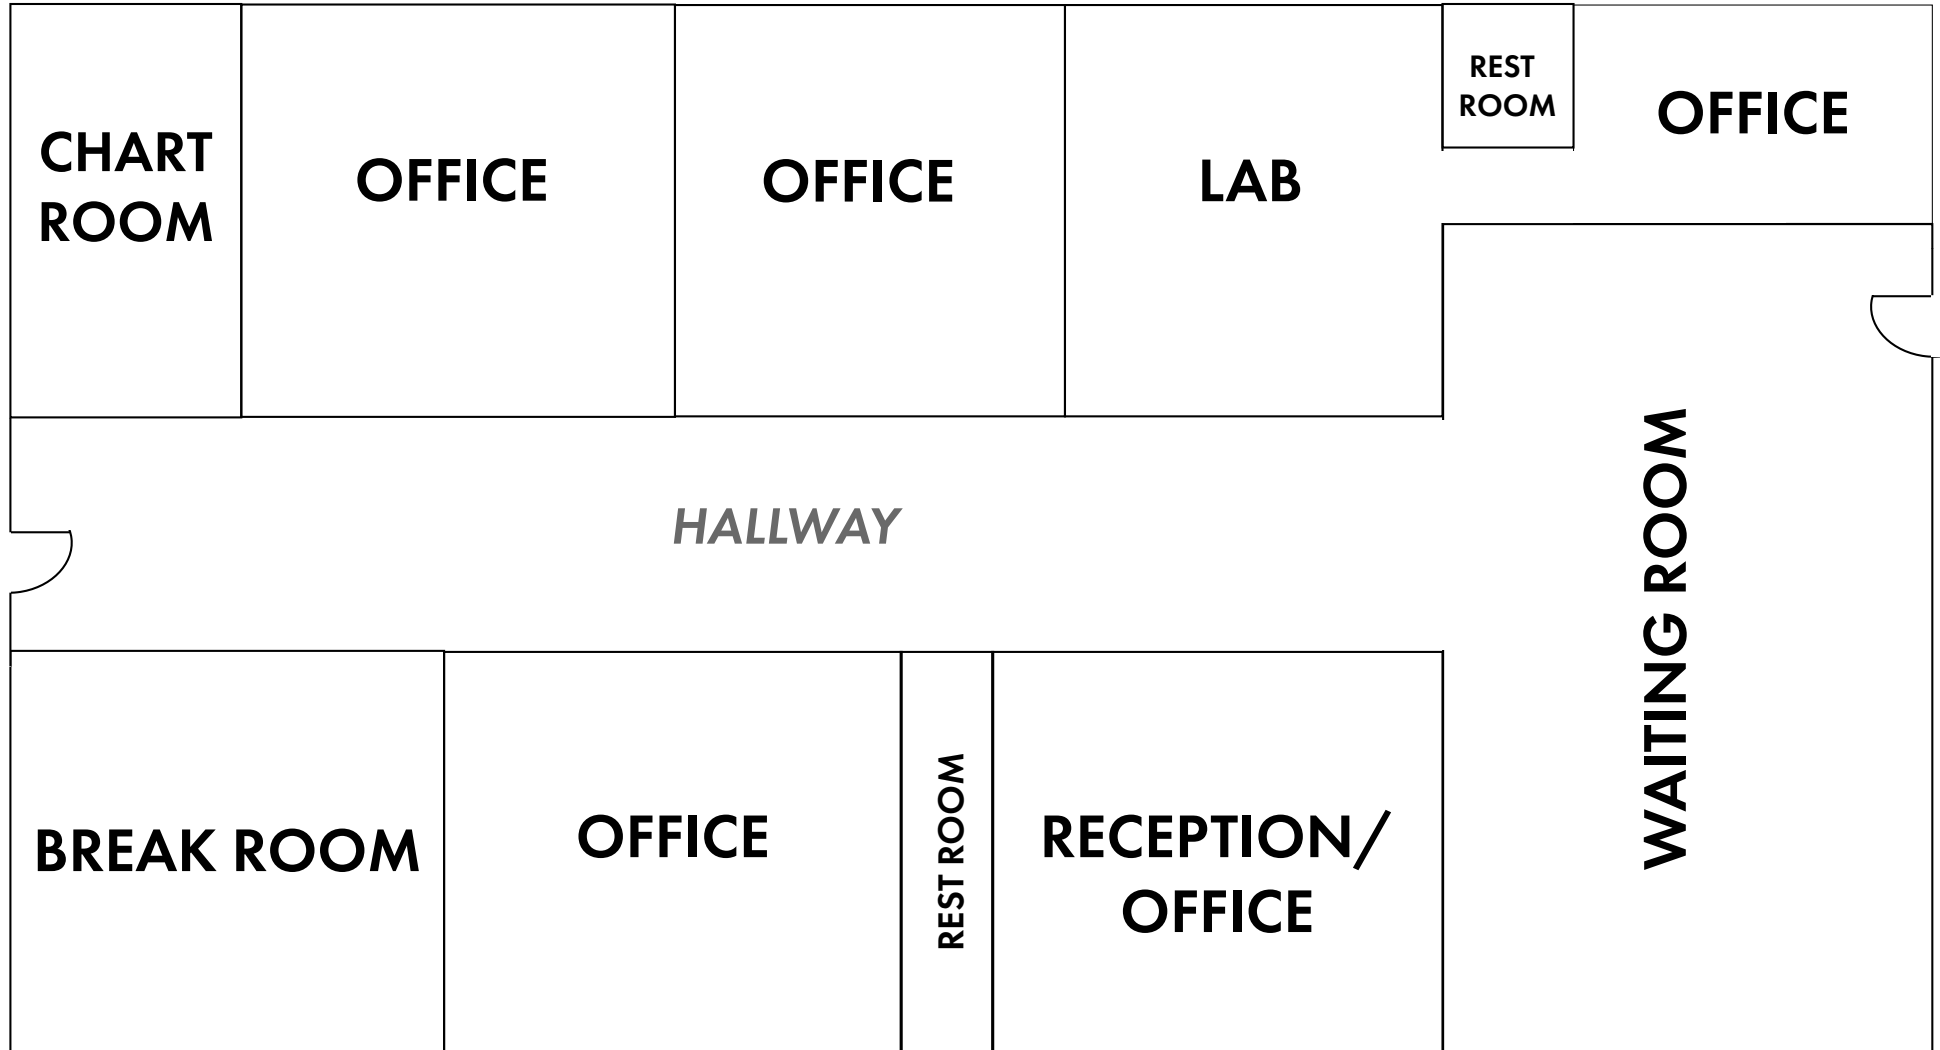 CHART
ROOM
OFFICE
OFFICE
LAB
REST
ROOM
OFFICE
HALLWAY
WAITING ROOM
BREAK ROOM
OFFICE
REST ROOM
RECEPTION/
OFFICE